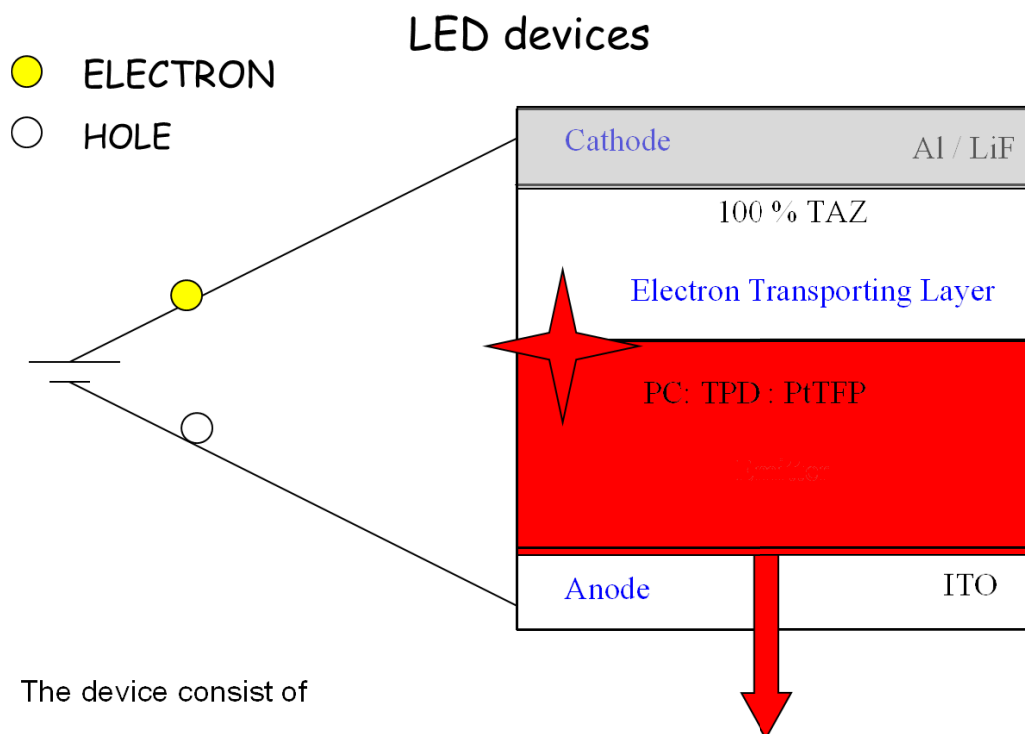 LED devices
ELECTRON
HOLE
Cathode
Al / LiF
100 % TAZ
Electron Transporting Layer
PC: TPD : PtTFP
Anode
ITO
The device consist of